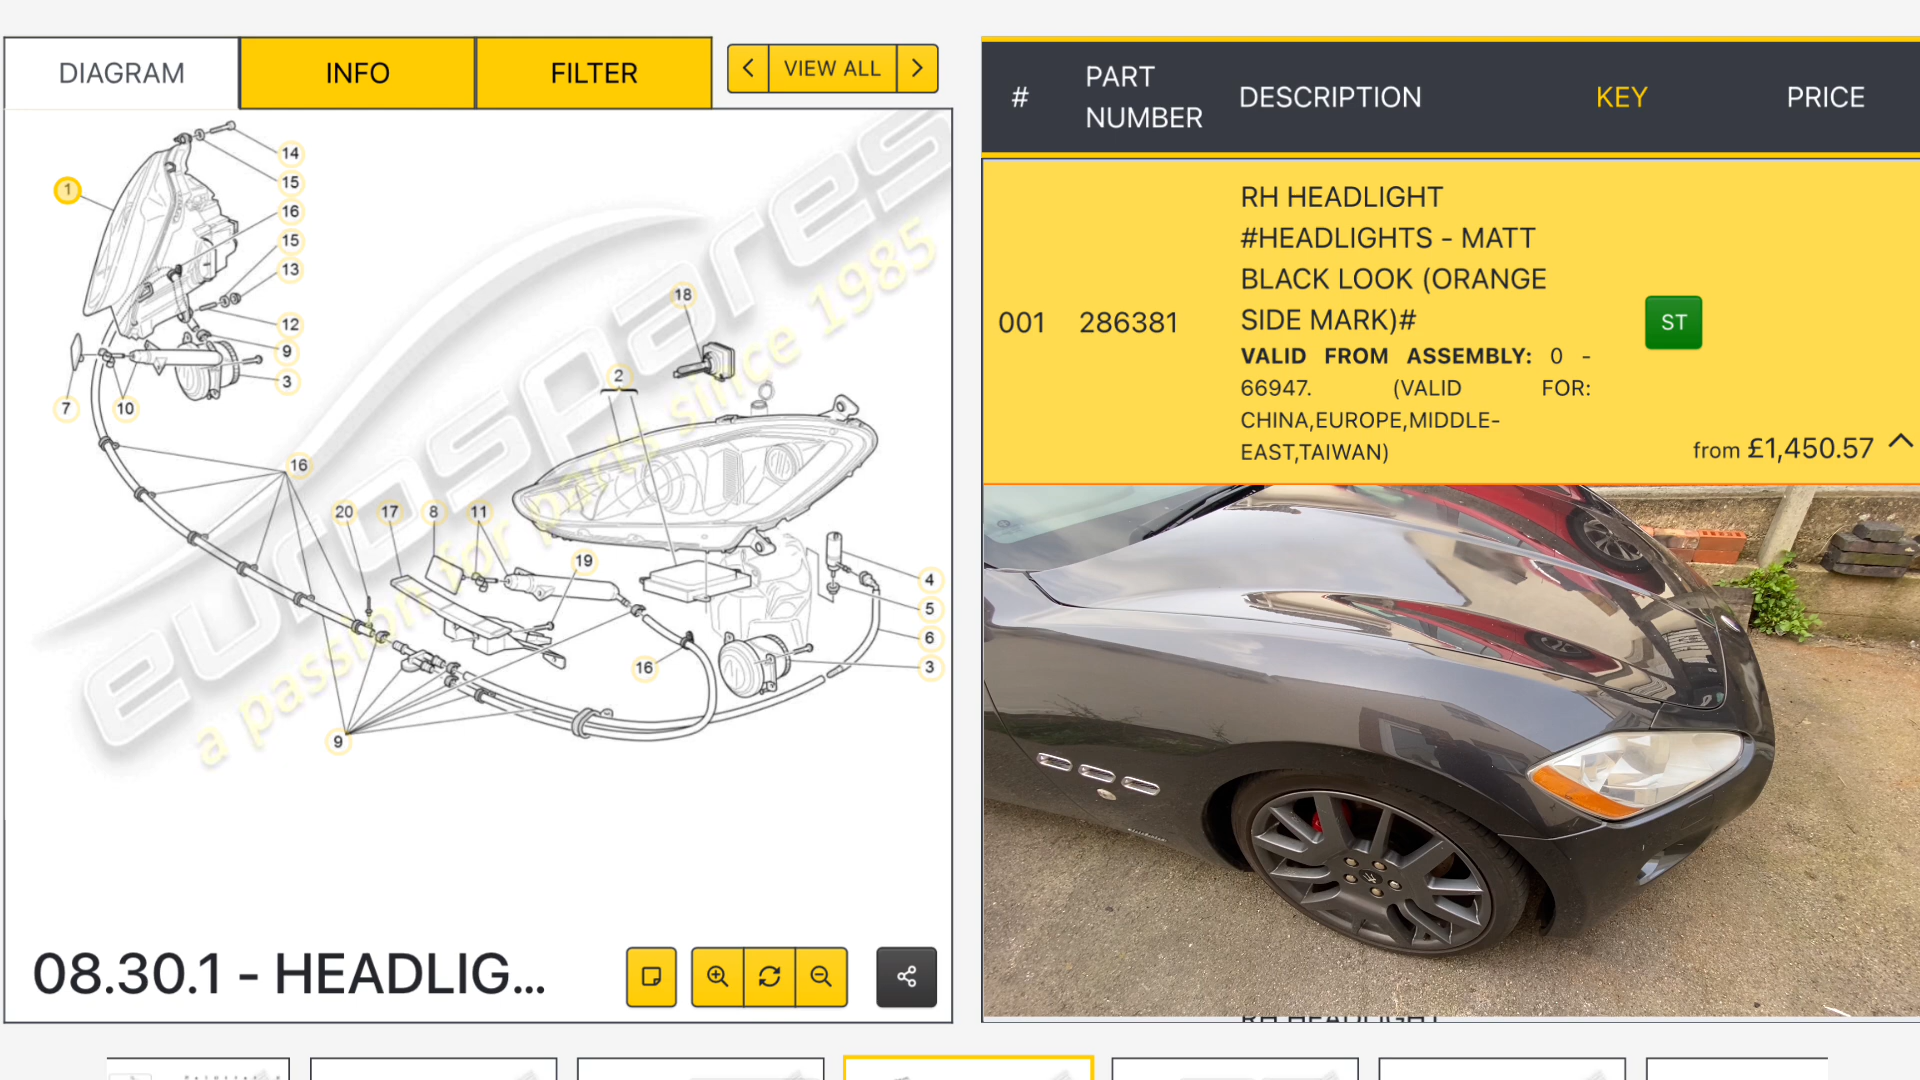 DIAGRAM
INFO
FILTER
VIEW ALL
14
15
1
16
15
13
12
9
3
7
10
16
18
2
20
17
8
11
19
4
5
6
16
3
9
eurospares
a passion for parts since 1985
08.30.1 - HEADLIG...
#
PART
NUMBER
DESCRIPTION
KEY
PRICE
001
286381
RH HEADLIGHT
#HEADLIGHTS - MATT
BLACK LOOK (ORANGE
SIDE MARK)#
VALID FROM ASSEMBLY: 0 -
66947. (VALID FOR:
CHINA,EUROPE,MIDDLE-
EAST,TAIWAN)
ST
from £1,450.57
RH HEADLIGHT